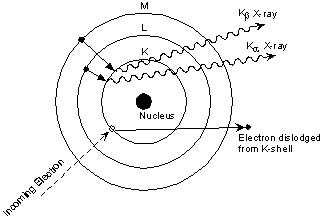 M
L
K
Kβ X-ray
Kα X-ray
Nucleus
Electron dislodged
from K-shell
Incoming Electron